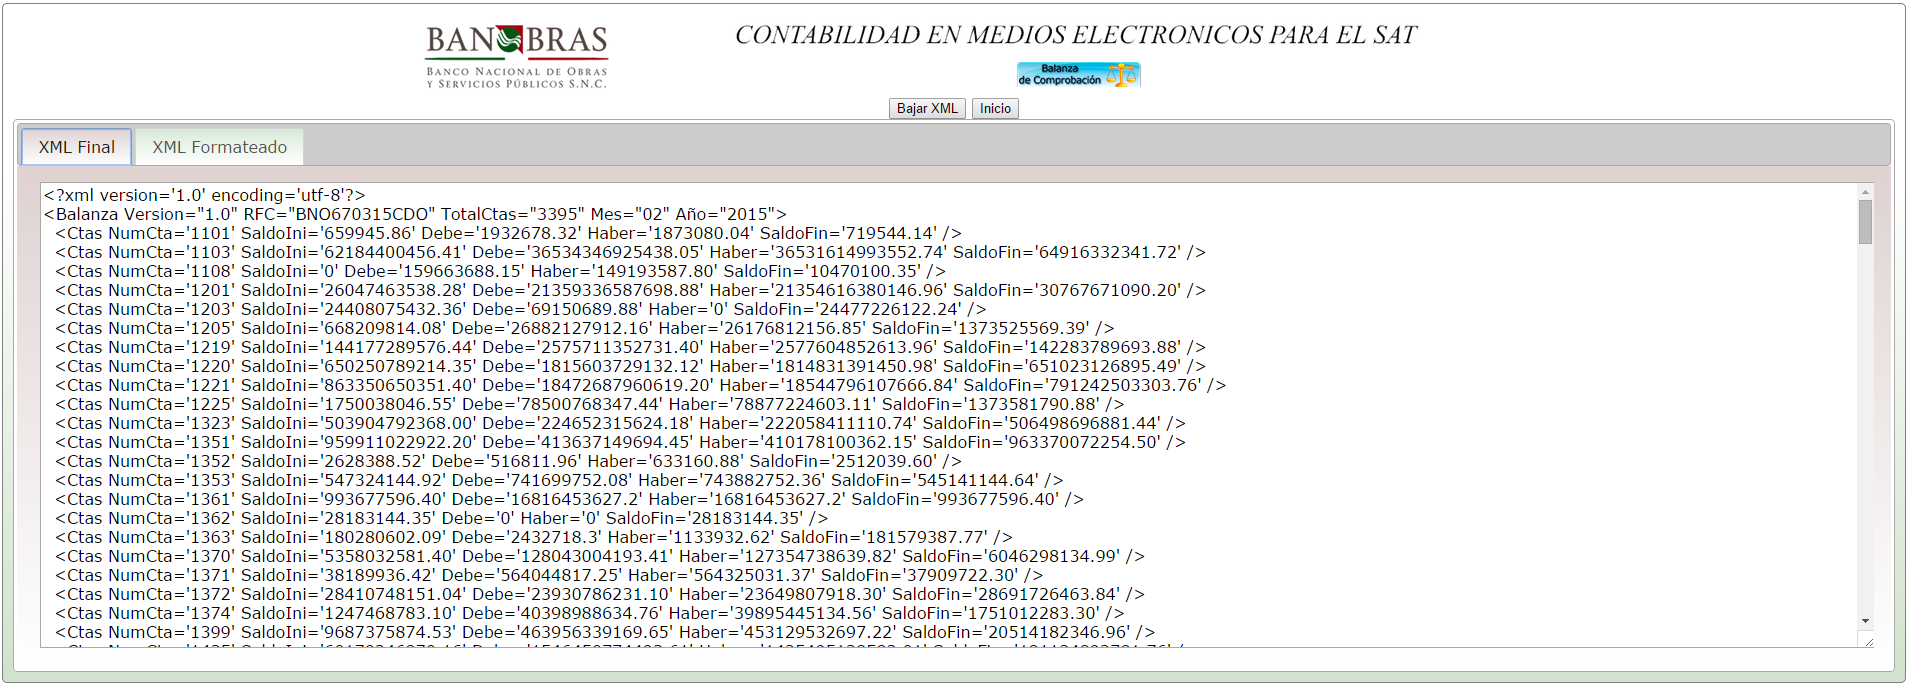 BANOBRAS
BANCO NACIONAL DE OBRAS
Y SERVICIOS PÚBLICOS S.N.C.
CONTABILIDAD EN MEDIOS ELECTRONICOS PARA EL SAT
Balanza
de Comprobación
Bajar XML Inicio
XML Final XML Formateado
<?xml version='1.0' encoding='utf-8'?>
<Balanza Version="1.0" RFC="BNO670315CDO" TotalCtas="3395" Mes="02" Año="2015">
<Ctas NumCta='1101' SaldoIni='659945.86' Debe='1932678.32' Haber='1873080.04' SaldoFin='719544.14' />
<Ctas NumCta='1103' SaldoIni='62184400456.41' Debe='36534346925438.05' Haber='36531614993552.74' SaldoFin='64916332341.72' />
<Ctas NumCta='1108' SaldoIni='0' Debe='159663688.15' Haber='149193587.80' SaldoFin='10470100.35' />
<Ctas NumCta='1201' SaldoIni='26047463538.28' Debe='21359336587698.88' Haber='21354616380146.96' SaldoFin='30767671090.20' />
<Ctas NumCta='1203' SaldoIni='24408075432.36' Debe='69150689.88' Haber='0' SaldoFin='24477226122.24' />
<Ctas NumCta='1205' SaldoIni='668209814.08' Debe='26882127912.16' Haber='26176812156.85' SaldoFin='1373525569.39' />
<Ctas NumCta='1219' SaldoIni='144177289576.44' Debe='2575711352731.40' Haber='2577604852613.96' SaldoFin='142283789693.88' />
<Ctas NumCta='1220' SaldoIni='650250789214.35' Debe='1815603729132.12' Haber='1814831391450.98' SaldoFin='651023126895.49' />
<Ctas NumCta='1221' SaldoIni='863350650351.40' Debe='18472687960619.20' Haber='18544796107666.84' SaldoFin='791242503303.76' />
<Ctas NumCta='1225' SaldoIni='1750038046.55' Debe='78500768347.44' Haber='78877224603.11' SaldoFin='1373581790.88' />
<Ctas NumCta='1323' SaldoIni='503904792368.00' Debe='224652315624.18' Haber='222058411110.74' SaldoFin='506498696881.44' />
<Ctas NumCta='1351' SaldoIni='959911022922.20' Debe='413637149694.45' Haber='410178100362.15' SaldoFin='963370072254.50' />
<Ctas NumCta='1352' SaldoIni='2628388.52' Debe='516811.96' Haber='633160.88' SaldoFin='2512039.60' />
<Ctas NumCta='1353' SaldoIni='547324144.92' Debe='741699752.08' Haber='743882752.36' SaldoFin='545141144.64' />
<Ctas NumCta='1361' SaldoIni='993677596.40' Debe='16816453627.2' Haber='16816453627.2' SaldoFin='993677596.40' />
<Ctas NumCta='1362' SaldoIni='28183144.35' Debe='0' Haber='0' SaldoFin='28183144.35' />
<Ctas NumCta='1363' SaldoIni='180280602.09' Debe='2432718.3' Haber='1133932.62' SaldoFin='181579387.77' />
<Ctas NumCta='1370' SaldoIni='5358032581.40' Debe='128043004193.41' Haber='127354738639.82' SaldoFin='6046298134.99' />
<Ctas NumCta='1371' SaldoIni='38189936.42' Debe='564044817.25' Haber='564325031.37' SaldoFin='37909722.30' />
<Ctas NumCta='1372' SaldoIni='28410748151.04' Debe='23930786231.10' Haber='23649807918.30' SaldoFin='28691726463.84' />
<Ctas NumCta='1374' SaldoIni='1247468783.10' Debe='40398988634.76' Haber='39895445134.56' SaldoFin='1751012283.30' />
<Ctas NumCta='1399' SaldoIni='9687375874.53' Debe='463956339169.65' Haber='453129532697.22' SaldoFin='20514182346.96' />